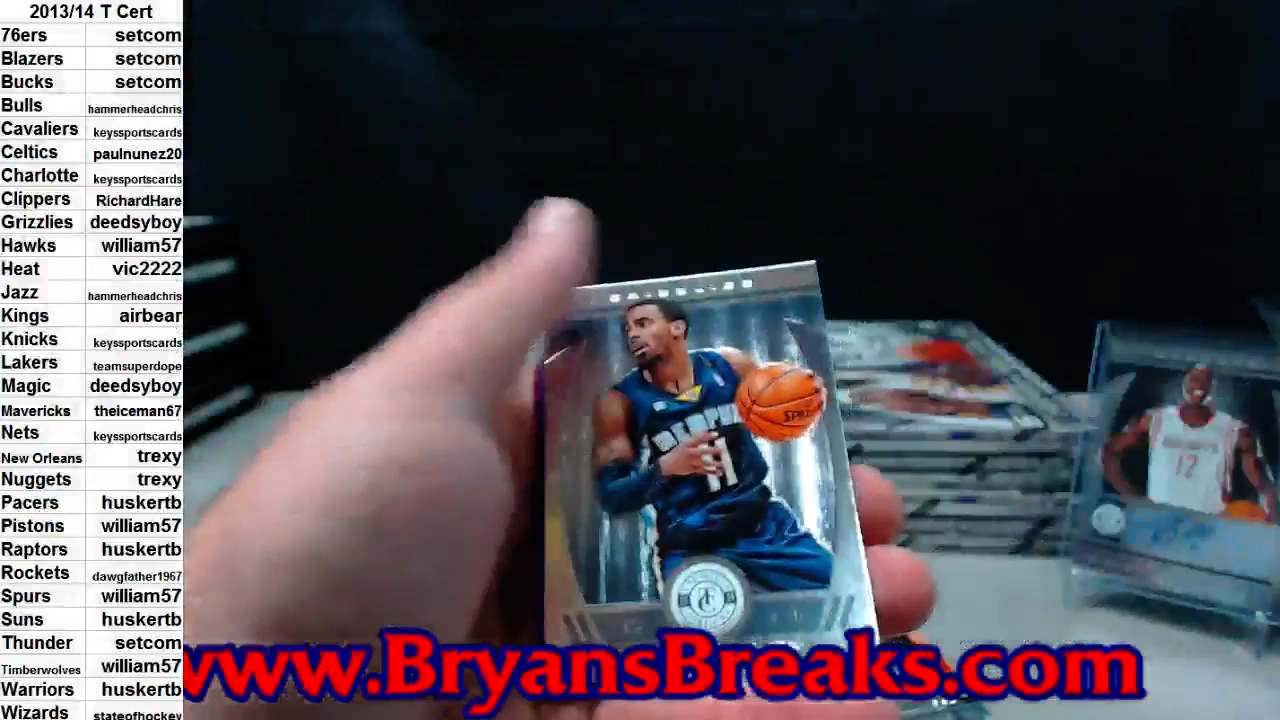 2013/14 T Cert
76ers setcom
Blazers setcom
Bucks setcom
Bulls hammerheadchris
Cavaliers keyssportscards
Celtics paulnunez20
Charlotte keyssportscards
Clippers RichardHare
Grizzlies deedsyboy
Hawks william57
Heat vic2222
Jazz hammerheadchris
Kings airbear
Knicks keyssportscards
Lakers teamsuperdope
Magic deedsyboy
Mavericks theiceman67
Nets keyssportscards
New Orleans trexy
Nuggets trexy
Pacers huskertb
Pistons william57
Raptors huskertb
Rockets dawgfather1967
Spurs william57
Suns huskertb
Thunder setcom
Timberwolves william57
Warriors huskertb
Wizards stateofhockey
11
12
www.BryansBreaks.com